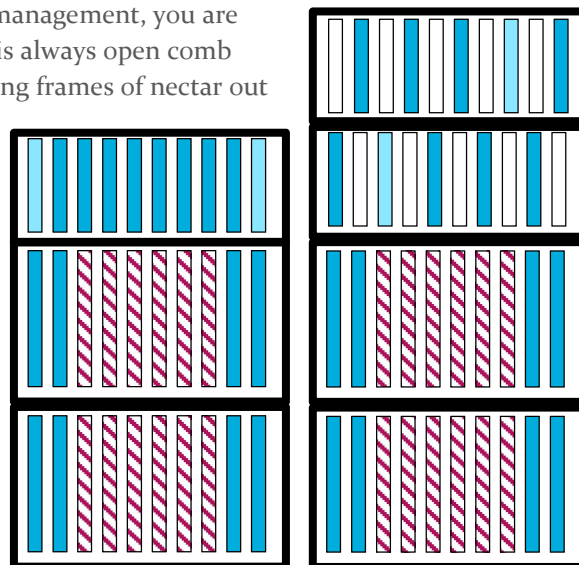 management, you are
is always open comb
ng frames of nectar out